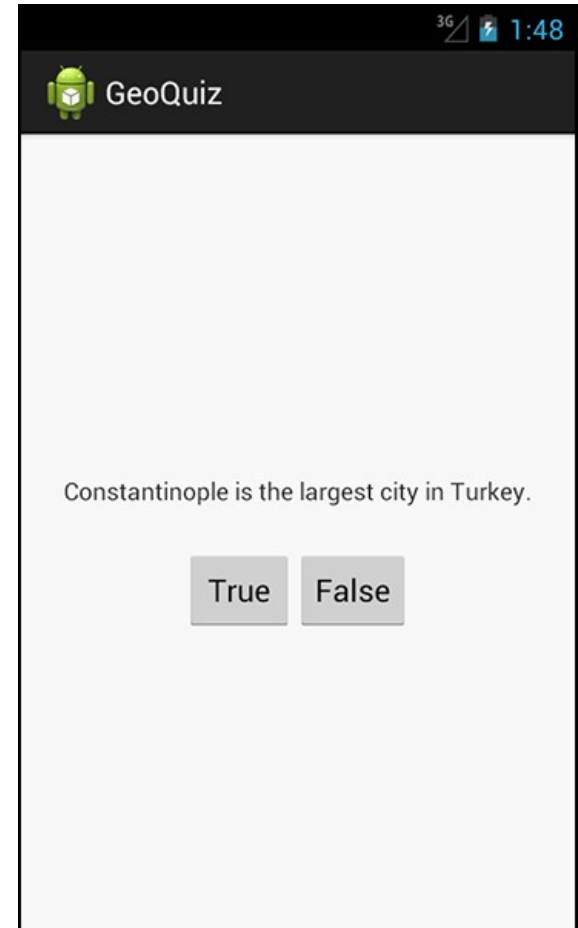 3G 1:48
GeoQuiz
Constantinople is the largest city in Turkey.
True False